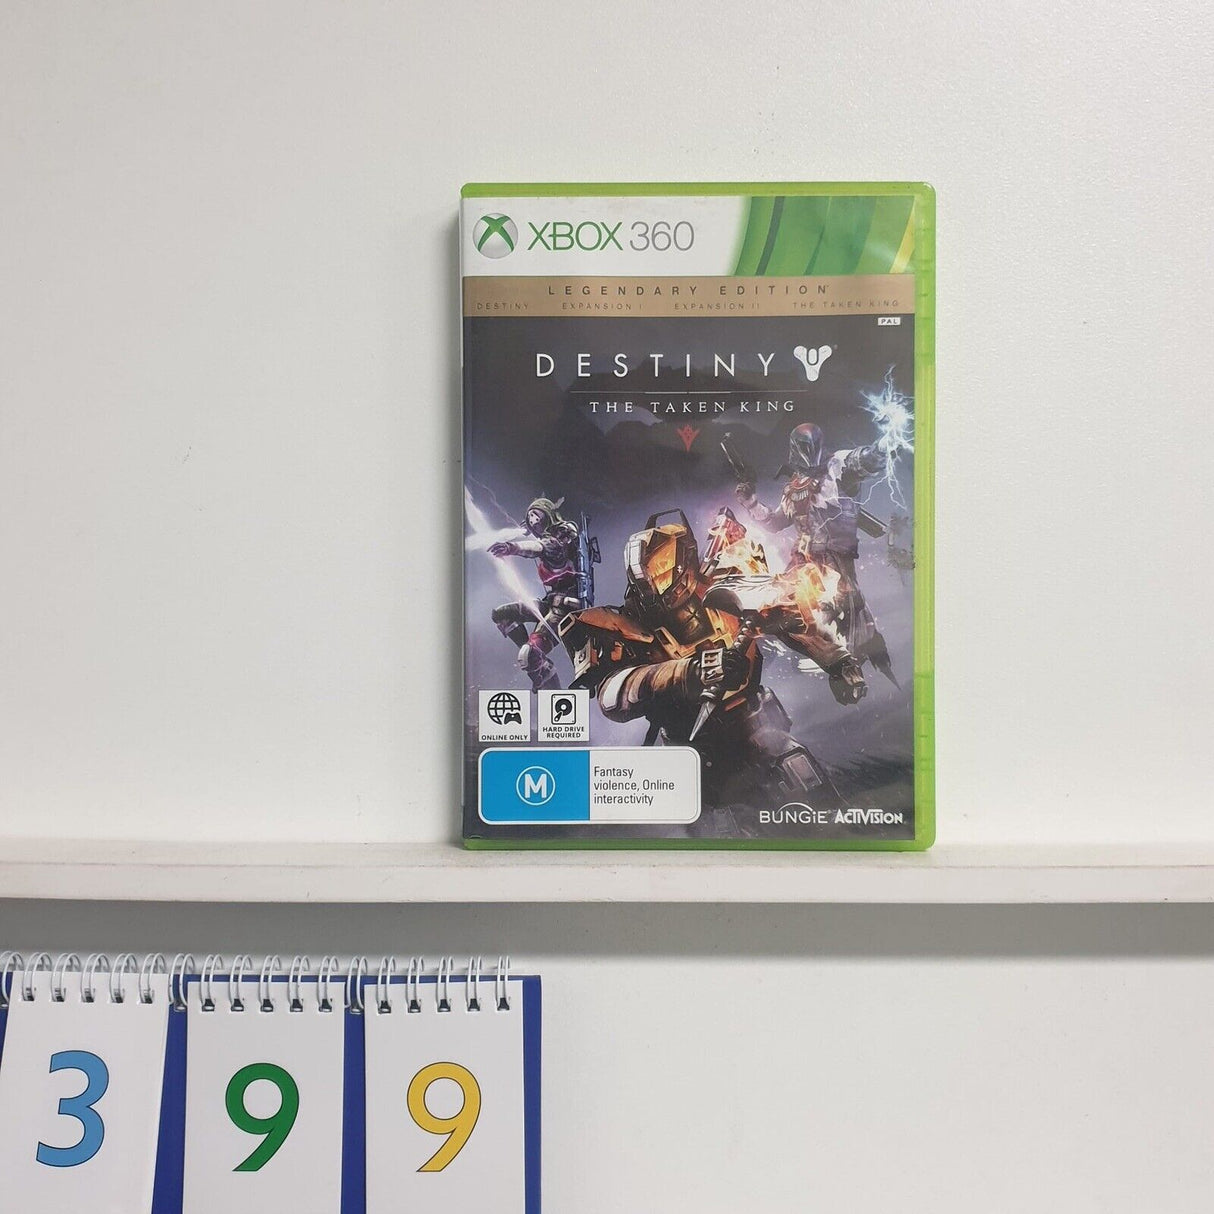 XBOX 360
LEGENDARY EDITION
DESTINY EXPANSION I EXPANSION II THE TAKEN KING
PAL
DESTINY
THE TAKEN KING
ONLINE ONLY
HARD DRIVE
REQUIRED
M
Fantasy
violence, Online
interactivity
BUNGiE ACTIVISION
3 9 9